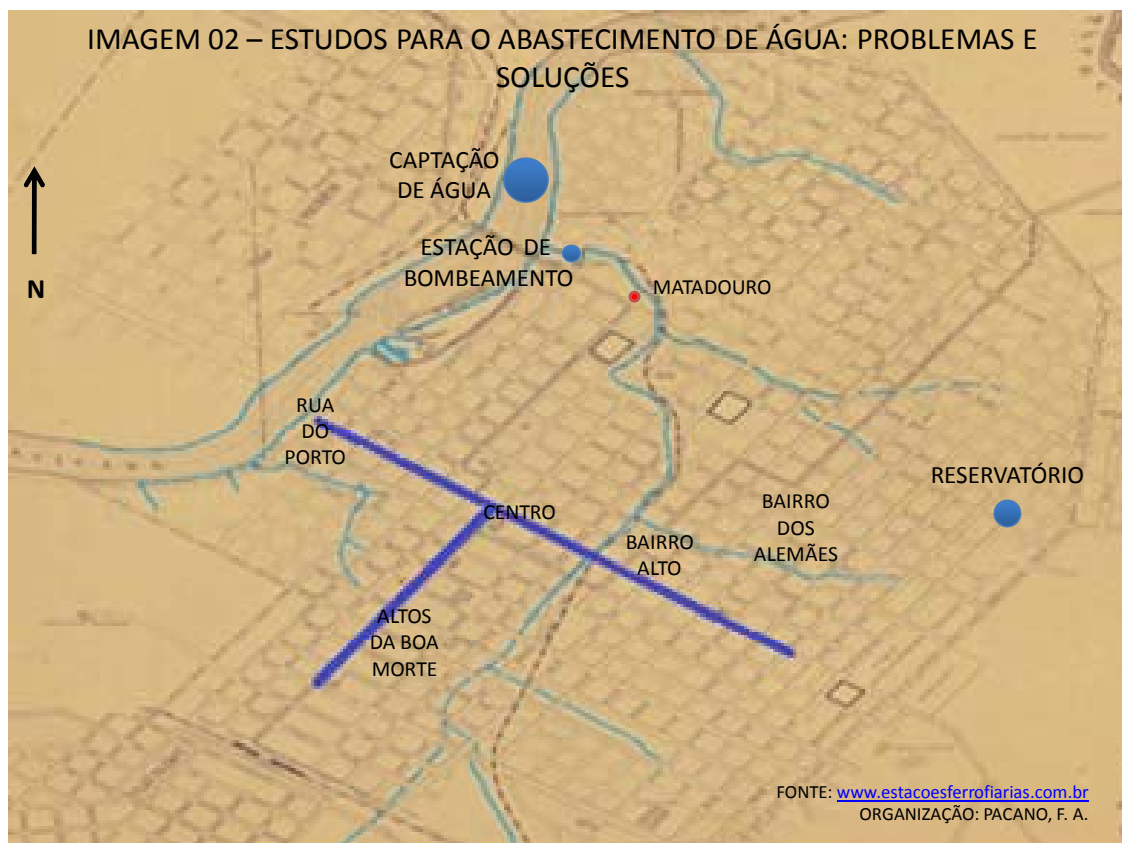 IMAGEM 02 – ESTUDOS PARA O ABASTECIMENTO DE ÁGUA: PROBLEMAS E
SOLUÇÕES
CAPTAÇÃO
DE ÁGUA
ESTAÇÃO DE
BOMBEAMENTO
N
MATADOURO
RUA
DO
PORTO
RESERVATÓRIO
CENTRO
BAIRRO
DOS
ALEMÃES
BAIRRO
ALTO
ALTOS
DA BOA
MORTE
FONTE: www.estacoesferrofiarias.com.br
ORGANIZAÇÃO: PACANO, F. A.